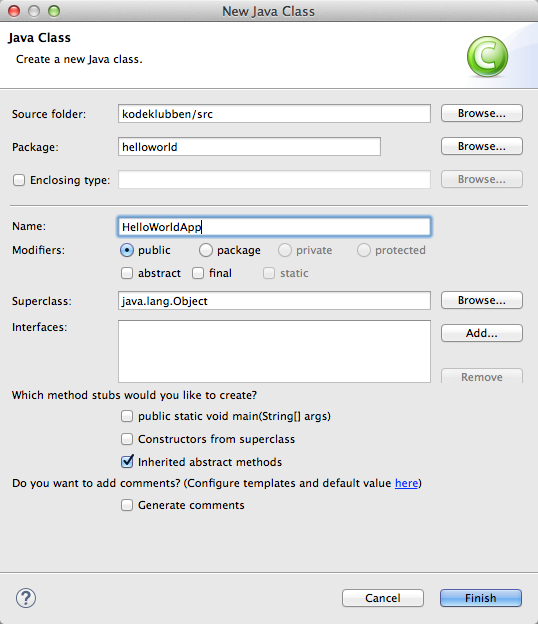 New Java Class
Java Class
Create a new Java class.
C
Source folder: kodeklubben/src Browse...
Package: helloworld
Enclosing type: Browse...
Name: HelloWorldApp
Modifiers: public package private protected
abstract final static
Superclass: java.lang.Object Browse...
Interfaces: Add...
Remove
Which method stubs would you like to create?
public static void main(String[] args)
Constructors from superclass
Inherited abstract methods
Do you want to add comments? (Configure templates and default value here)
Generate comments
? Cancel Finish